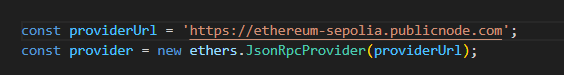 const providerUrl = 'https://ethereum-sepolia.publicnode.com';
const provider = new ethers.JsonRpcProvider(providerUrl);